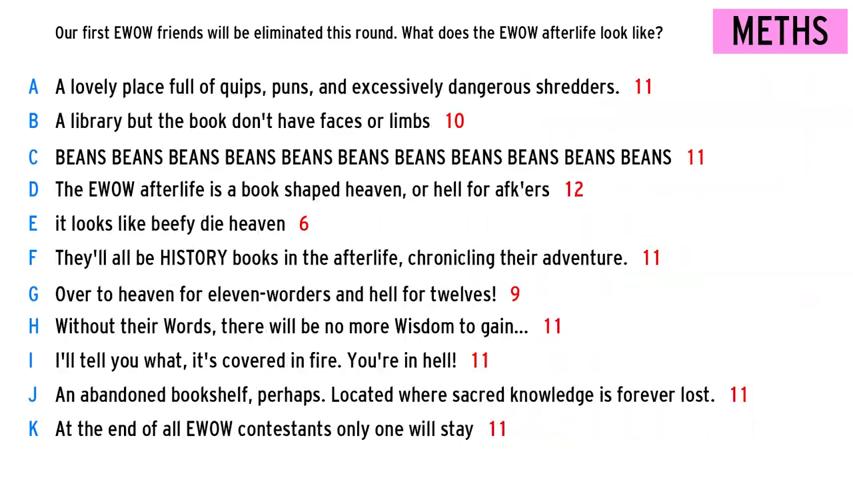 Our first EWOW friends will be eliminated this round. What does the EWOW afterlife look like?
METHS
A A lovely place full of quips, puns, and excessively dangerous shredders. 11
B A library but the book don't have faces or limbs 10
C BEANS BEANS BEANS BEANS BEANS BEANS BEANS BEANS BEANS BEANS BEANS 11
D The EWOW afterlife is a book shaped heaven, or hell for afk'ers 12
E it looks like beefy die heaven 6
F They'll all be HISTORY books in the afterlife, chronicling their adventure. 11
G Over to heaven for eleven-worders and hell for twelves! 9
H Without their Words, there will be no more Wisdom to gain... 11
I I'll tell you what, it's covered in fire. You're in hell! 11
J An abandoned bookshelf, perhaps. Located where sacred knowledge is forever lost. 11
K At the end of all EWOW contestants only one will stay 11